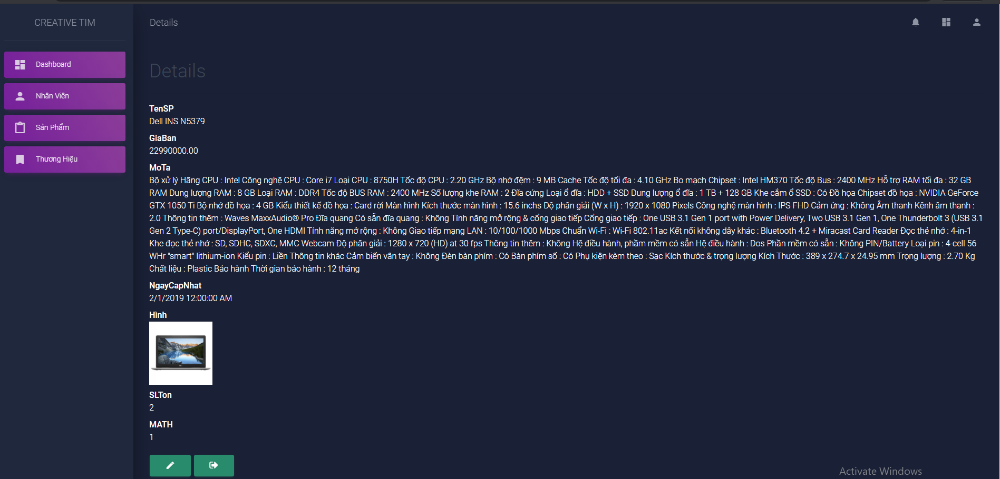 CREATIVE TIM
Details
Dashboard
Nhân Viên
Sản Phẩm
Thương Hiệu
Details
TenSP
Dell INS N5379
GiaBan
22990000.00
MoTa
Bộ xử lý Hãng CPU : Intel Công nghệ CPU : Core i7 Loại CPU : 8750H Tốc độ CPU : 2.20 GHz Bộ nhớ đệm : 9 MB Cache Tốc độ tối đa : 4.10 GHz Bo mạch Chipset : Intel HM370 Tốc độ Bus : 2400 MHz Hỗ trợ RAM tối đa : 32 GB
RAM Dung lượng RAM : 8 GB Loại RAM : DDR4 Tốc độ BUS RAM : 2400 MHz Số lượng khe RAM : 2 Đĩa cứng Loại ổ đĩa : HDD + SSD Dung lượng ổ đĩa : 1 TB + 128 GB Khe cắm ổ SSD : Có Đồ họa Chipset đồ họa : NVIDIA GeForce
GTX 1050 Ti Bộ nhớ đồ họa : 4 GB Kiểu thiết kế đồ họa : Card rời Màn hình Kích thước màn hình : 15.6 inchs Độ phân giải (W x H) : 1920 x 1080 Pixels Công nghệ màn hình : IPS FHD Cảm ứng : Không Âm thanh Kênh âm thanh :
2.0 Thông tin thêm : Waves MaxxAudio® Pro Đĩa quang Có sẵn đĩa quang : Không Tính năng mở rộng & cổng giao tiếp Cổng giao tiếp : One USB 3.1 Gen 1 port with Power Delivery, Two USB 3.1 Gen 1, One Thunderbolt 3 (USB 3.1
Gen 2 Type-C) port/DisplayPort, One HDMI Tính năng mở rộng : Không Giao tiếp mạng LAN : 10/100/1000 Mbps Chuẩn Wi-Fi : Wi-Fi 802.11ac Kết nối không dây khác : Bluetooth 4.2 + Miracast Card Reader Đọc thẻ nhớ : 4-in-1
Khe đọc thẻ nhớ : SD, SDHC, SDXC, MMC Webcam Độ phân giải : 1280 x 720 (HD) at 30 fps Thông tin thêm : Không Hệ điều hành, phầm mềm có sẵn Hệ điều hành : Dos Phần mềm có sẵn : Không PIN/Battery Loại pin : 4-cell 56
WHr "smart" lithium-ion Kiểu pin : Liền Thông tin khác Cảm biến vân tay : Không Đèn bàn phím : Có Bàn phím số : Có Phụ kiện kèm theo : Sạc Kích thước & trọng lượng Kích Thước : 389 x 274.7 x 24.95 mm Trọng lượng : 2.70 Kg
Chất liệu : Plastic Bảo hành Thời gian bảo hành : 12 tháng
NgayCapNhat
2/1/2019 12:00:00 AM
Hình
SLTon
2
MATH
1
Activate Windows